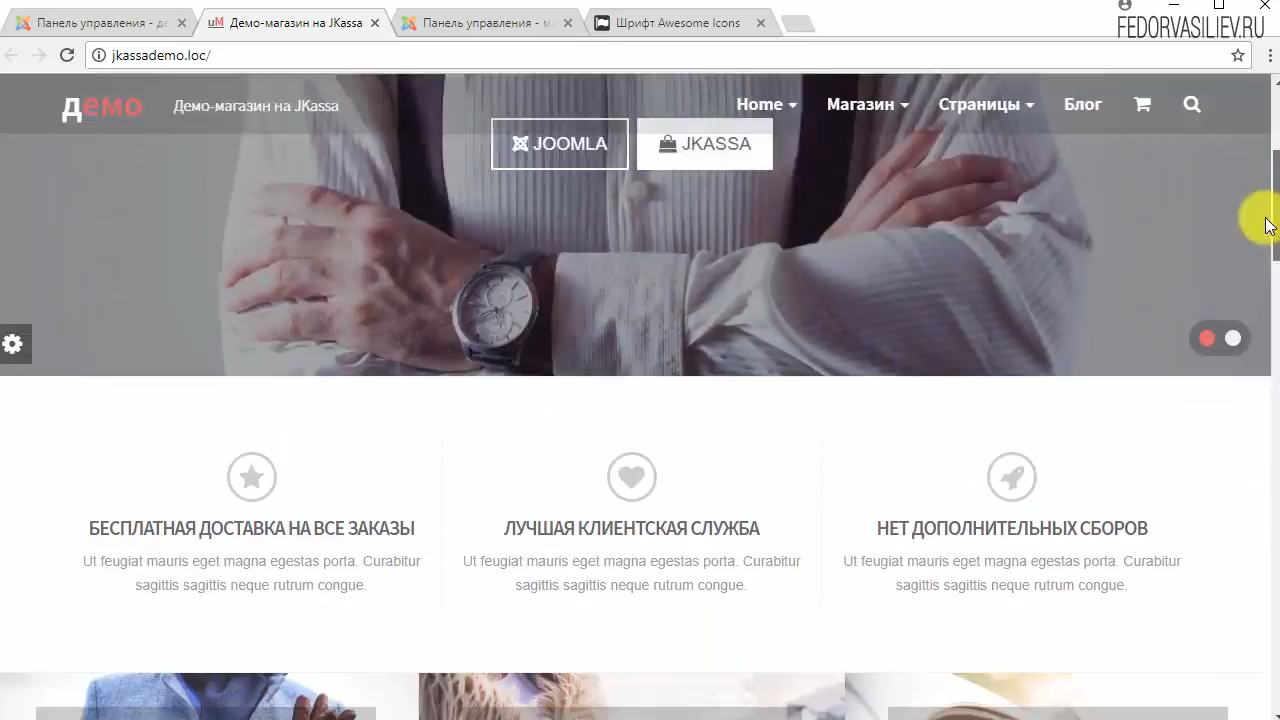 Панель управления - де
Демо-магазин на JKassa
Панель управления - м
Шрифт Awesome Icons
FEDORVASILIEV.RU
jkassademo.loc/
демо
Демо-магазин на JKassa
Home
Магазин
Страницы
Блог
JOOMLA
JKASSA
БЕСПЛАТНАЯ ДОСТАВКА НА ВСЕ ЗАКАЗЫ
Ut feugiat mauris eget magna egestas porta. Curabitur
sagittis sagittis neque rutrum congue.
ЛУЧШАЯ КЛИЕНТСКАЯ СЛУЖБА
Ut feugiat mauris eget magna egestas porta. Curabitur
sagittis sagittis neque rutrum congue.
НЕТ ДОПОЛНИТЕЛЬНЫХ СБОРОВ
Ut feugiat mauris eget magna egestas porta. Curabitur
sagittis sagittis neque rutrum congue.